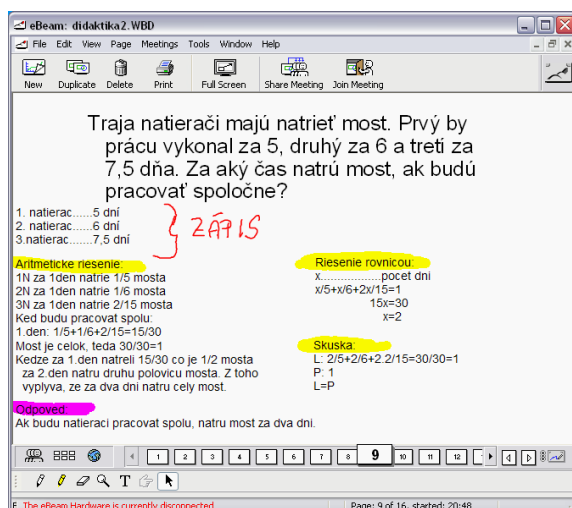 eBeam: didaktika2.WBD
File Edit View Page Meetings Tools Window Help
New Duplicate Delete Print Full Screen Share Meeting Join Meeting
Traja natierači majú natrieť most. Prvý by
prácu vykonal za 5, druhý za 6 a tretí za
7,5 dňa. Za aký čas natrú most, ak budú
pracovať spoločne?
1. natierac......5 dní
2. natierac......6 dní
3.natierac.......7,5 dní
ZÁPIS
Aritmeticke riesenie:
1N za 1den natrie 1/5 mosta
2N za 1den natrie 1/6 mosta
3N za 1den natrie 2/15 mosta
Ked budu pracovat spolu:
1.den: 1/5+1/6+2/15=15/30
Most je celok, teda 30/30=1
Kedze za 1.den natreli 15/30 co je 1/2 mosta
za 2.den natru druhu polovicu mosta. Z toho
vyplyva, ze za dva dni natru cely most.
Riesenie rovnicou:
x....................pocet dni
x/5+x/6+2x/15=1
15x=30
x=2
Skuska:
L: 2/5+2/6+2.2/15=30/30=1
P: 1
L=P
Odpoved:
Ak budu natieraci pracovat spolu, natru most za dva dni.
1 2 3 4 5 6 7 8 9 10 11 12
T
The eBeam Hardware is currently disconnected. Page: 9 of 16, started: 20:48